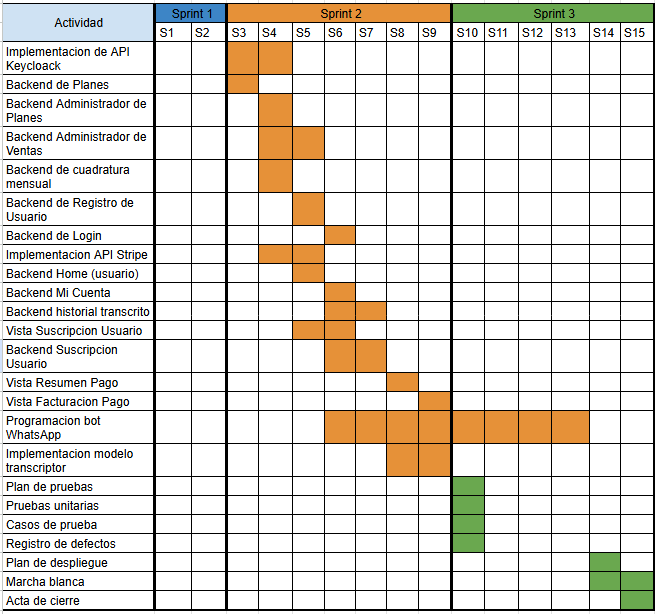 Actividad
Sprint 1
Sprint 2
Sprint 3
S1 S2 S3 S4 S5 S6 S7 S8 S9 S10 S11 S12 S13 S14 S15
Implementacion de API
Keycloack
Backend de Planes
Backend Administrador de
Planes
Backend Administrador de
Ventas
Backend de cuadratura
mensual
Backend de Registro de
Usuario
Backend de Login
Implementacion API Stripe
Backend Home (usuario)
Backend Mi Cuenta
Backend historial transcrito
Vista Suscripcion Usuario
Backend Suscripcion
Usuario
Vista Resumen Pago
Vista Facturacion Pago
Programacion bot
WhatsApp
Implementacion modelo
transcriptor
Plan de pruebas
Pruebas unitarias
Casos de prueba
Registro de defectos
Plan de despliegue
Marcha blanca
Acta de cierre